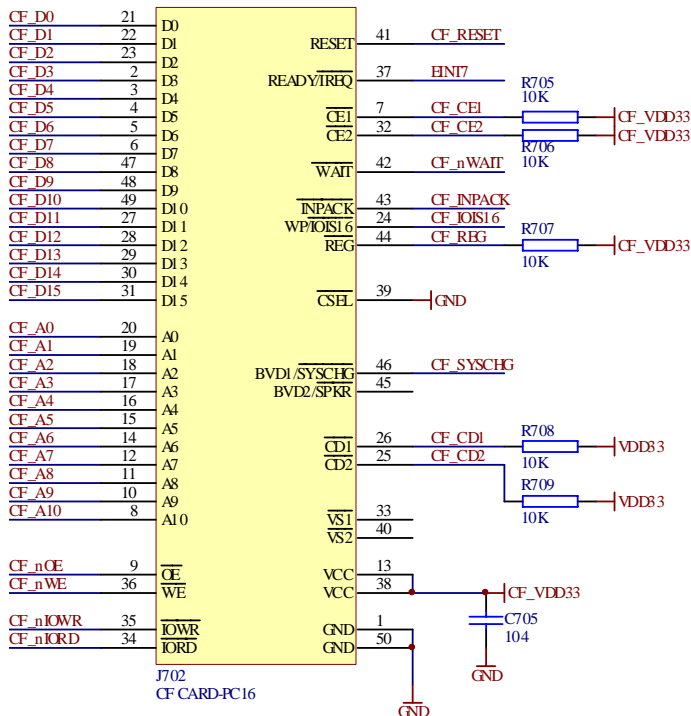 CF_D0 21 D0
CF_D1 22 D1
CF_D2 23 D2
CF_D3 2 D3
CF_D4 3 D4
CF_D5 4 D5
CF_D6 5 D6
CF_D7 6 D7
CF_D8 47 D8
CF_D9 48 D9
CF_D10 49 D10
CF_D11 27 D11
CF_D12 28 D12
CF_D13 29 D13
CF_D14 30 D14
CF_D15 31 D15
CF_A0 20 A0
CF_A1 19 A1
CF_A2 18 A2
CF_A3 17 A3
CF_A4 16 A4
CF_A5 15 A5
CF_A6 14 A6
CF_A7 12 A7
CF_A8 11 A8
CF_A9 10 A9
CF_A10 8 A10
CF_nOE 9 OE
CF_nWE 36 WE
CF_nIOWR 35 IOWR
CF_nIORD 34 IORD
RESET 41 CF_RESET
READY/IREQ 37 EINT7
CE1 7 CF_CE1 R705 10K CF_VDD33
CE2 32 CF_CE2 R706 10K CF_VDD33
WAIT 42 CF_nWAIT
INPACK 43 CF_INPACK
WP/IOIS16 24 CF_IOIS16
REG 44 CF_REG R707 10K CF_VDD33
CSEL 39 GND
BVD1/SYSCHG 46 CF_SYSCHG
BVD2/SPKR 45
CD1 26 CF_CD1 R708 10K VDD33
CD2 25 CF_CD2 R709 10K VDD33
VS1 33
VS2 40
VCC 13
VCC 38 CF_VDD33
C705
104
GND
GND 1
GND 50
GND
J702
CF CARD-PC16